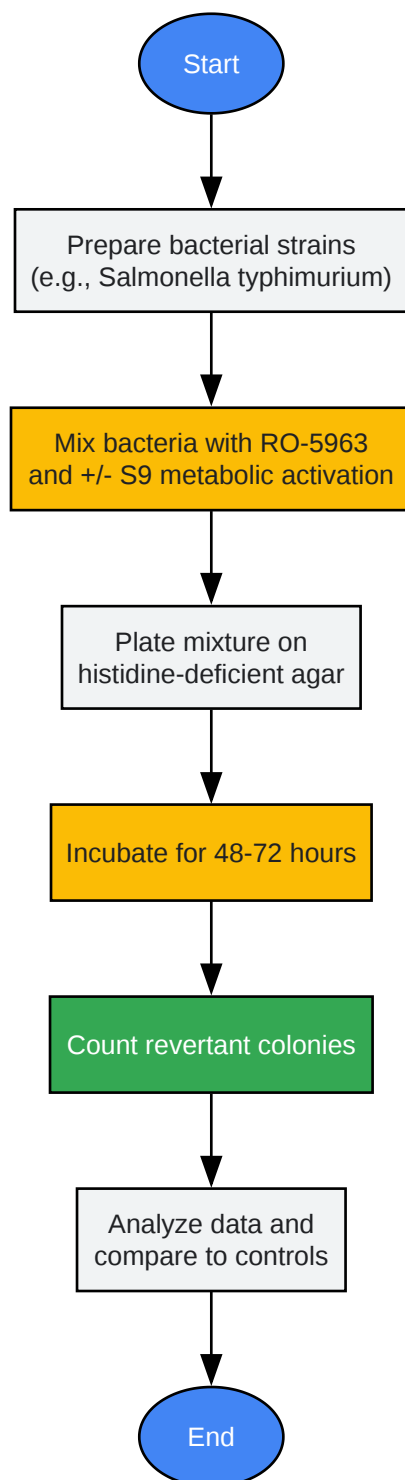 Start
Prepare bacterial strains
(e.g., Salmonella typhimurium)
Mix bacteria with RO-5963
and +/- S9 metabolic activation
Plate mixture on
histidine-deficient agar
Incubate for 48-72 hours
Count revertant colonies
Analyze data and
compare to controls
End